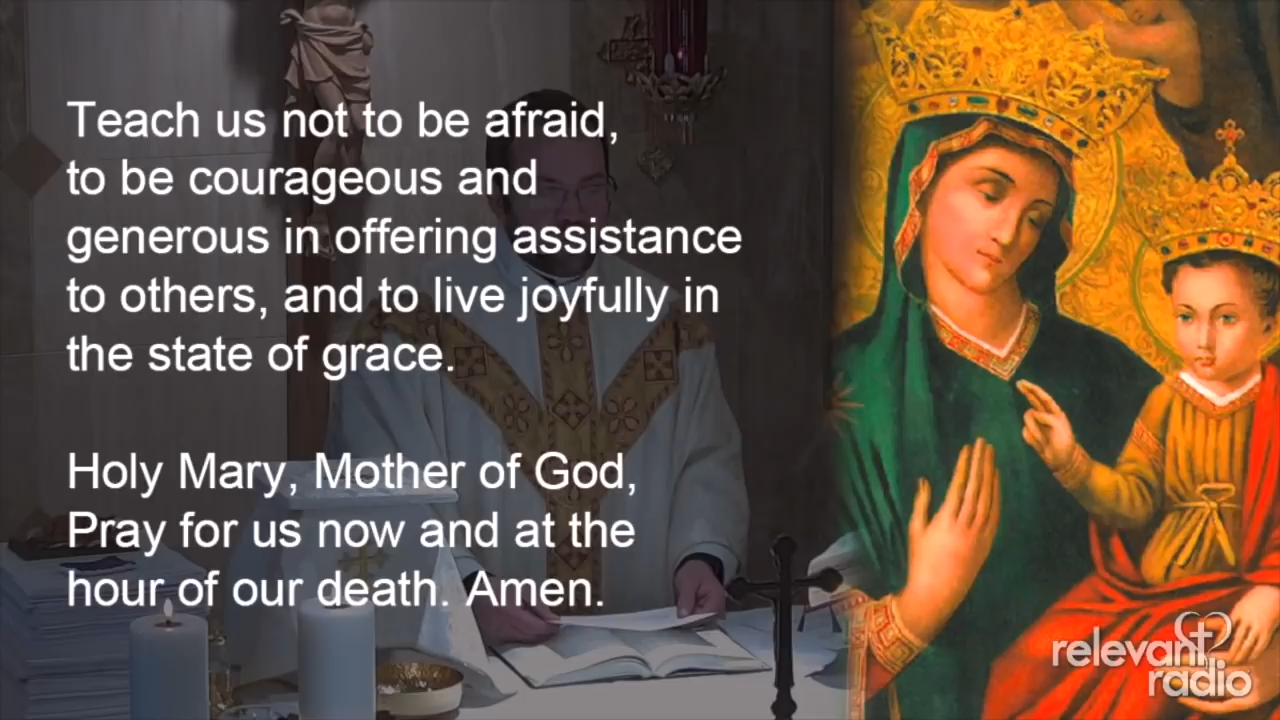 Teach us not to be afraid,
to be courageous and
generous in offering assistance
to others, and to live joyfully in
the state of grace.
Holy Mary, Mother of God,
Pray for us now and at the
hour of our death. Amen.
relevant
radio